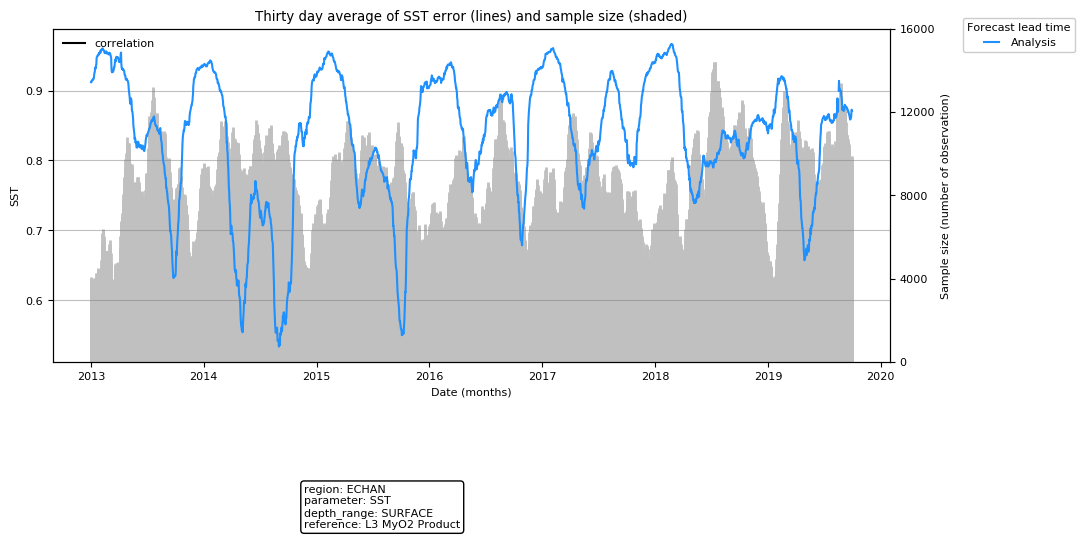 Thirty day average of SST error (lines) and sample size (shaded)
correlation
Forecast lead time
Analysis
SST
0.9
0.8
0.7
0.6
16000
12000
8000
4000
0
Sample size (number of observation)
2013 2014 2015 2016 2017 2018 2019 2020
Date (months)
region: ECHAN
parameter: SST
depth_range: SURFACE
reference: L3 MyO2 Product